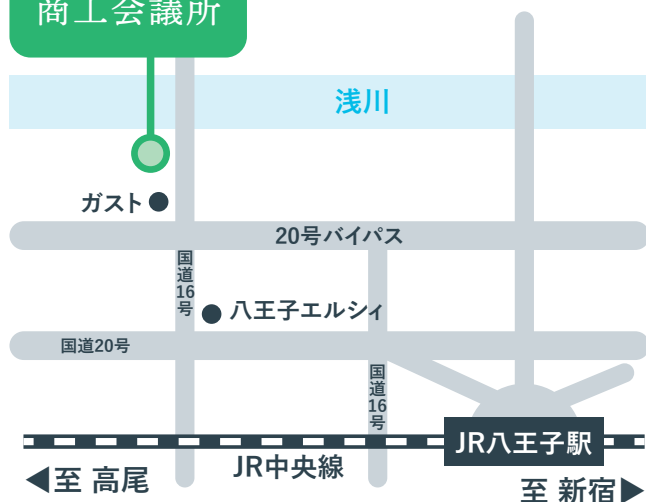 商工会議所
浅川
ガスト
20号バイパス
国道16号
八王子エルシィ
国道20号
国道16号
JR八王子駅
JR中央線
◀至 高尾
至 新宿▶